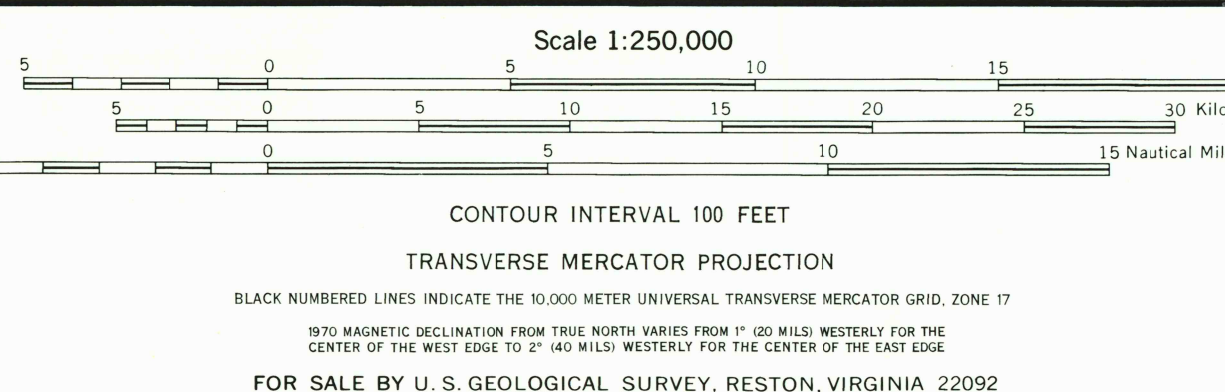 Scale 1:250,000
5 0 5 10 15
5 0 5 10 15 20 25 30 Kilo
0 5 10 15 Nautical Mil
CONTOUR INTERVAL 100 FEET
TRANSVERSE MERCATOR PROJECTION
BLACK NUMBERED LINES INDICATE THE 10,000 METER UNIVERSAL TRANSVERSE MERCATOR GRID, ZONE 17
1970 MAGNETIC DECLINATION FROM TRUE NORTH VARIES FROM 1° (20 MILS) WESTERLY FOR THE
CENTER OF THE WEST EDGE TO 2° (40 MILS) WESTERLY FOR THE CENTER OF THE EAST EDGE
FOR SALE BY U. S. GEOLOGICAL SURVEY, RESTON, VIRGINIA 22092